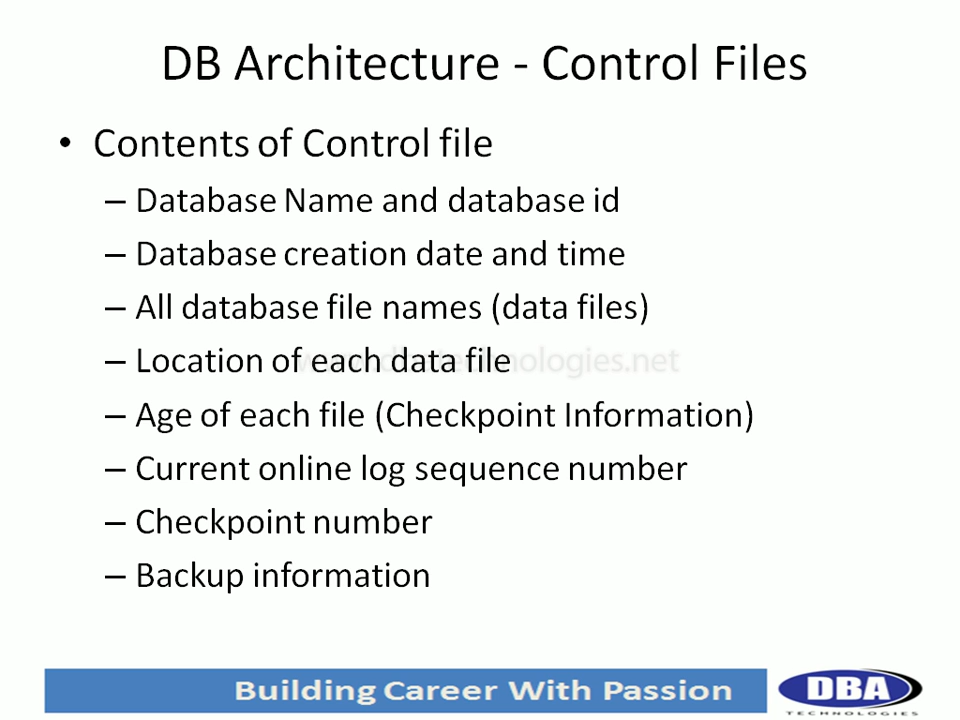 DB Architecture - Control Files
• Contents of Control file
– Database Name and database id
– Database creation date and time
– All database file names (data files)
– Location of each data file
– Age of each file (Checkpoint Information)
– Current online log sequence number
– Checkpoint number
– Backup information
Building Career With Passion
DBA
TECHNOLOGIES